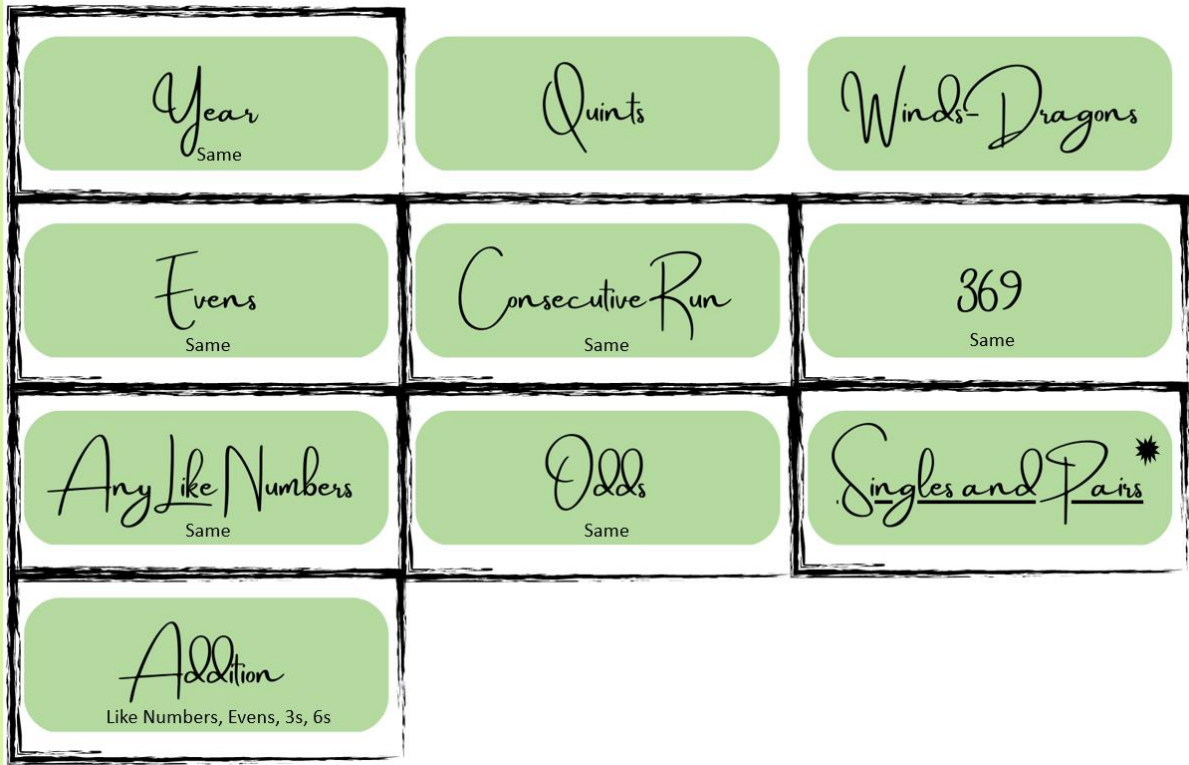 Year
Same
Quints
Winds-Dragons
Evens
Consecutive Run
Same
Same
369
Same
Any Like Numbers
Same
Odds
Same
Singles and Pairs
Addition
Like Numbers, Evens, 3s, 6s